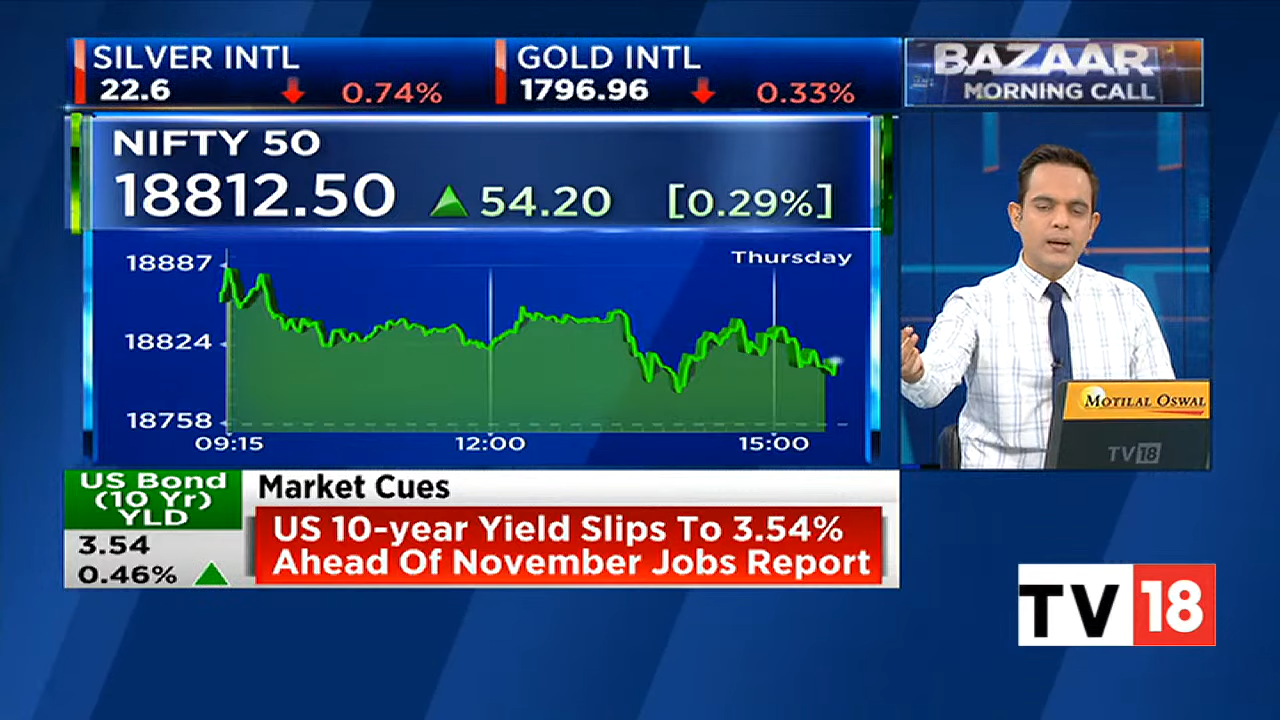 SILVER INTL
22.6 0.74%
GOLD INTL
1796.96 0.33%
BAZAAR
MORNING CALL
NIFTY 50
18812.50 54.20 [0.29%]
Thursday
18887
18824
18758
09:15 12:00 15:00
MOTILAL OSWAL
TV18
US Bond
(10 Yr)
YLD
3.54
0.46%
Market Cues
US 10-year Yield Slips To 3.54%
Ahead Of November Jobs Report
TV18